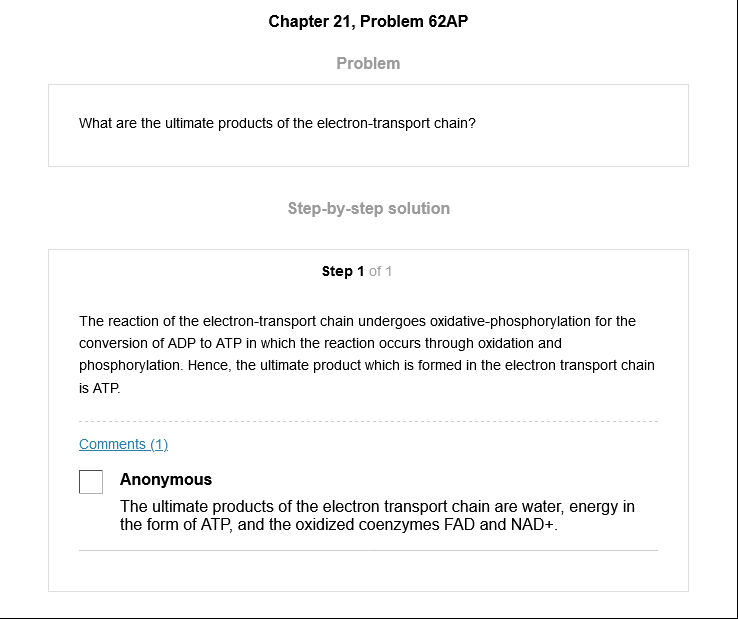 Chapter 21, Problem 62AP
Problem
What are the ultimate products of the electron-transport chain?
Step-by-step solution
Step 1 of 1
The reaction of the electron-transport chain undergoes oxidative-phosphorylation for the
conversion of ADP to ATP in which the reaction occurs through oxidation and
phosphorylation. Hence, the ultimate product which is formed in the electron transport chain
is ATP.
Comments (1)
Anonymous
The ultimate products of the electron transport chain are water, energy in
the form of ATP, and the oxidized coenzymes FAD and NAD+.